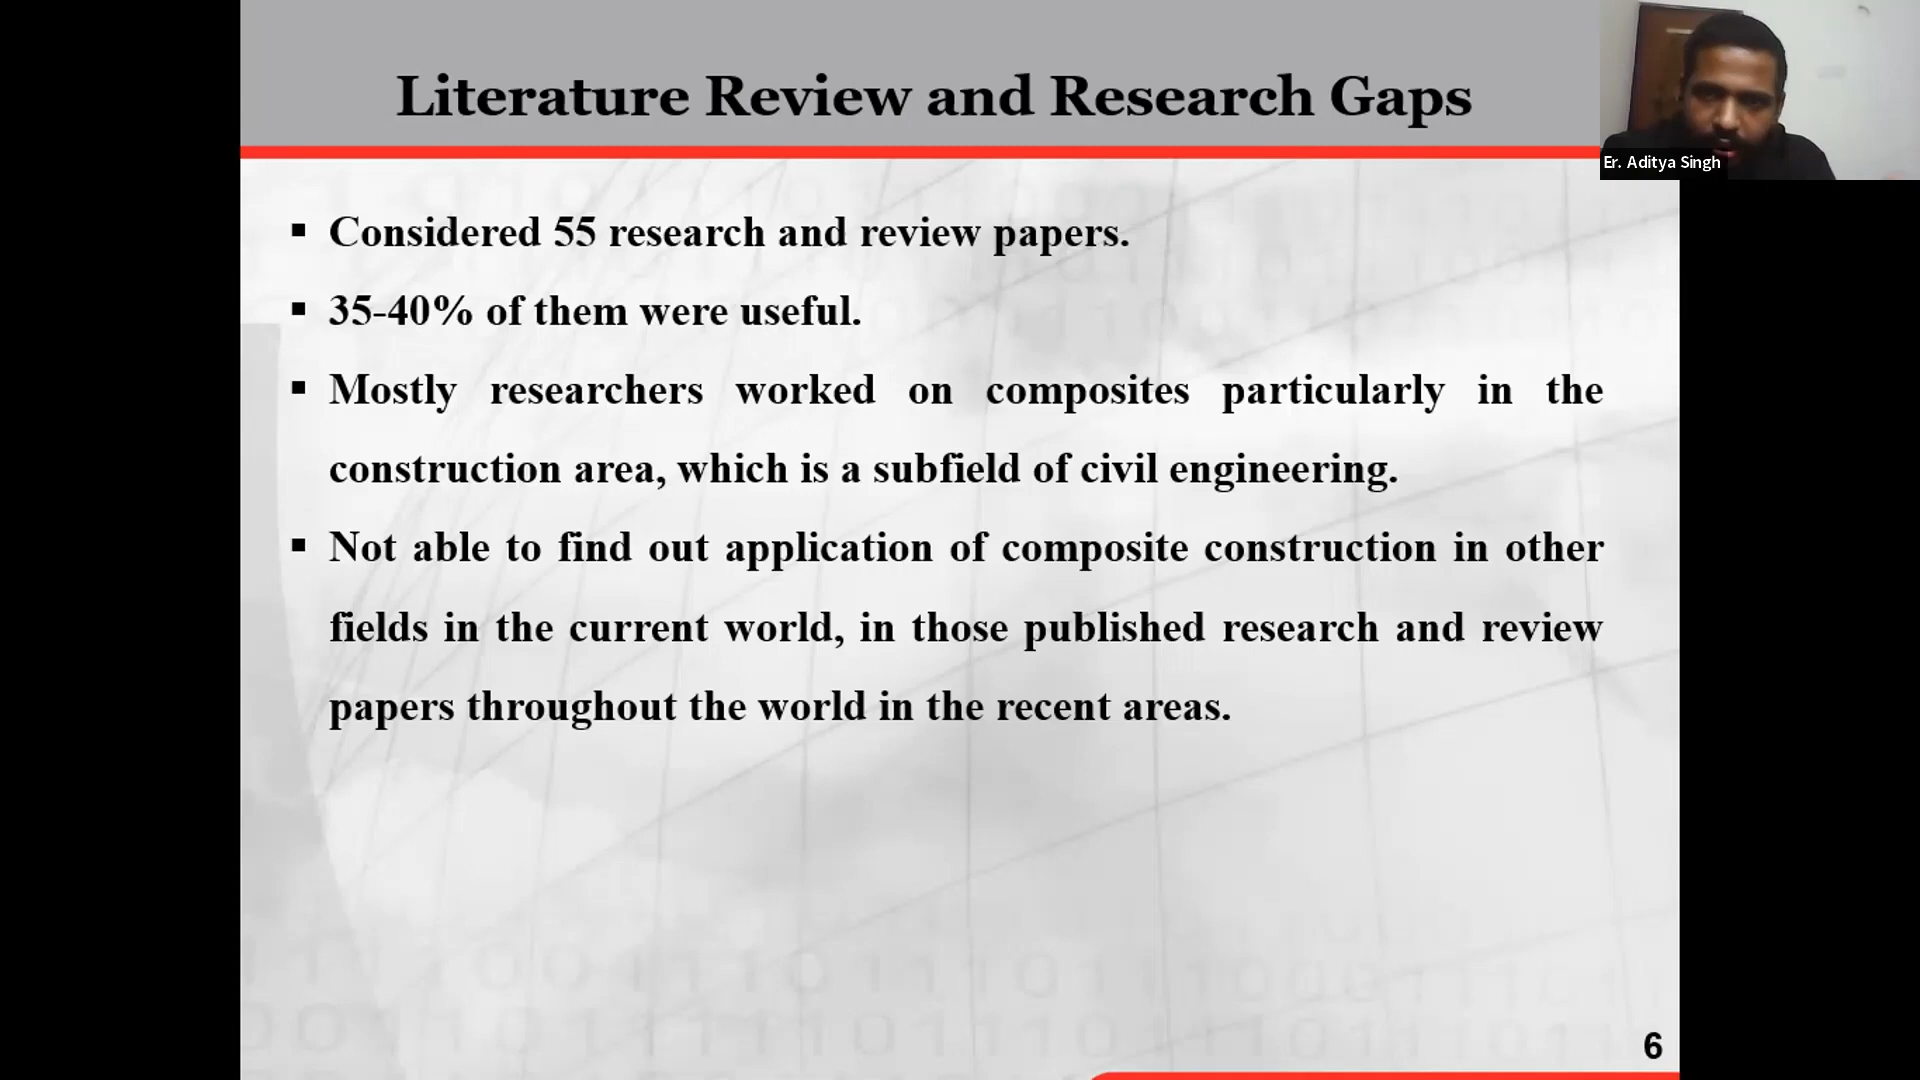 Literature Review and Research Gaps
Er. Aditya Singh
▪ Considered 55 research and review papers.
▪ 35-40% of them were useful.
▪ Mostly researchers worked on composites particularly in the
construction area, which is a subfield of civil engineering.
▪ Not able to find out application of composite construction in other
fields in the current world, in those published research and review
papers throughout the world in the recent areas.
6